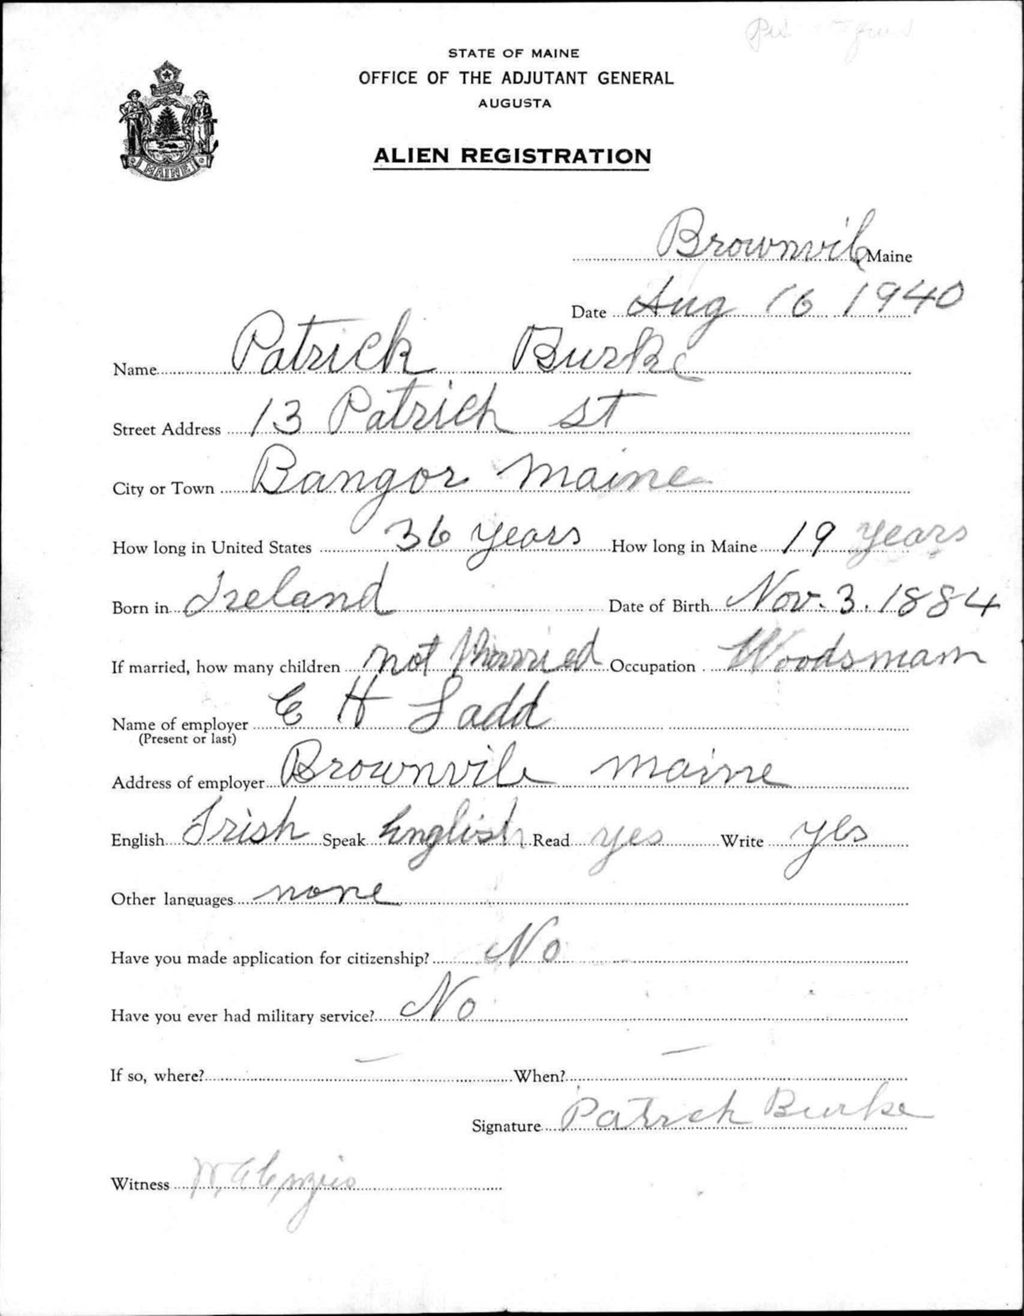 STATE OF MAINE
OFFICE OF THE ADJUTANT GENERAL
AUGUSTA
ALIEN REGISTRATION
MAINE
Brownvile Maine
Date Aug 16 1940
Name Patrick Burke
Street Address 13 Patrick st
City or Town Bangor Maine
How long in United States 36 years How long in Maine 19 years
Born in Ireland Date of Birth Nov. 3. 1884
If married, how many children not Married Occupation Woodsmam
Name of employer E H Ladd
(Present or last)
Address of employer Brownvile Maine
English Irish Speak English Read yes Write yes
Other languages none
Have you made application for citizenship? No
Have you ever had military service? No
If so, where? — When? —
Signature Patrick Burke
Witness